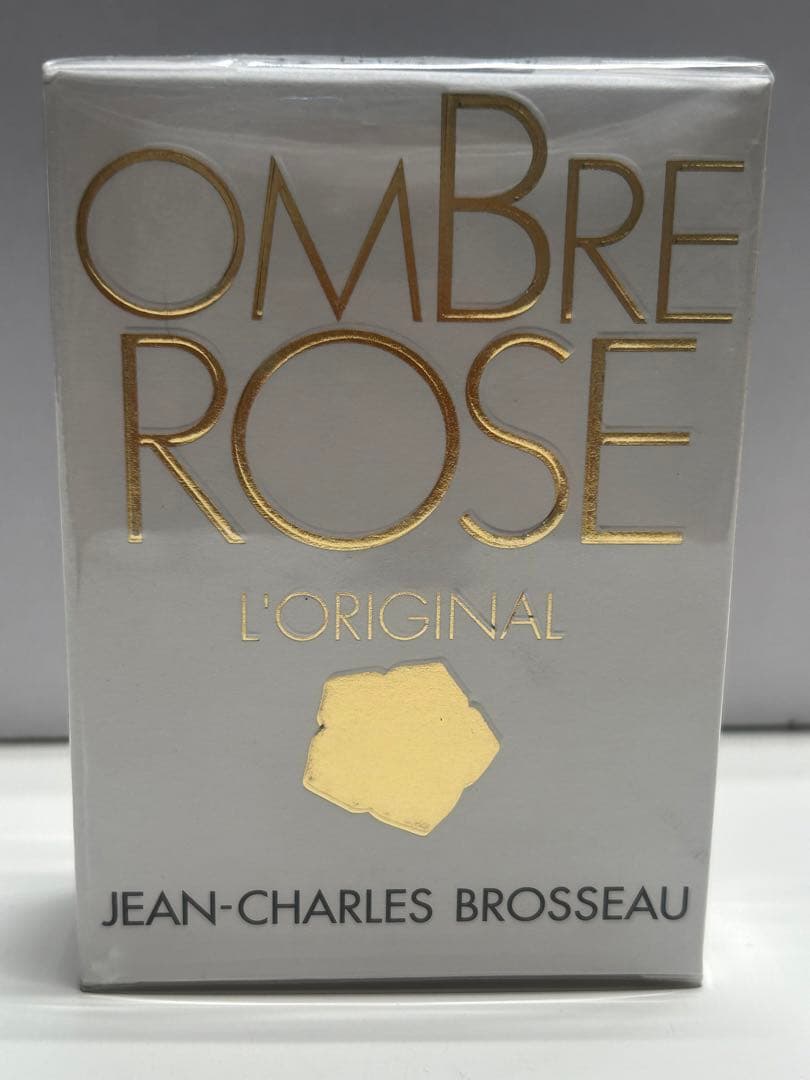 OMBRE
ROSE
L'ORIGINAL
JEAN-CHARLES BROSSEAU